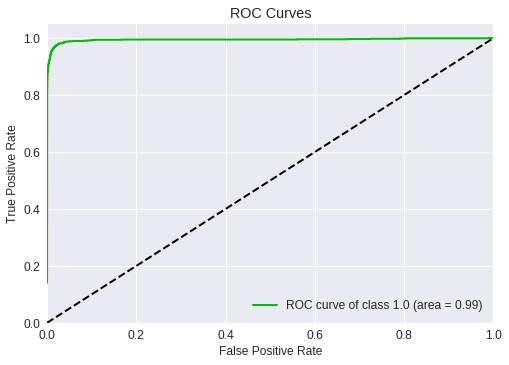 ROC Curves
1.0
0.8
0.6
0.4
0.2
0.0
True Positive Rate
ROC curve of class 1.0 (area = 0.99)
0.0 0.2 0.4 0.6 0.8 1.0
False Positive Rate